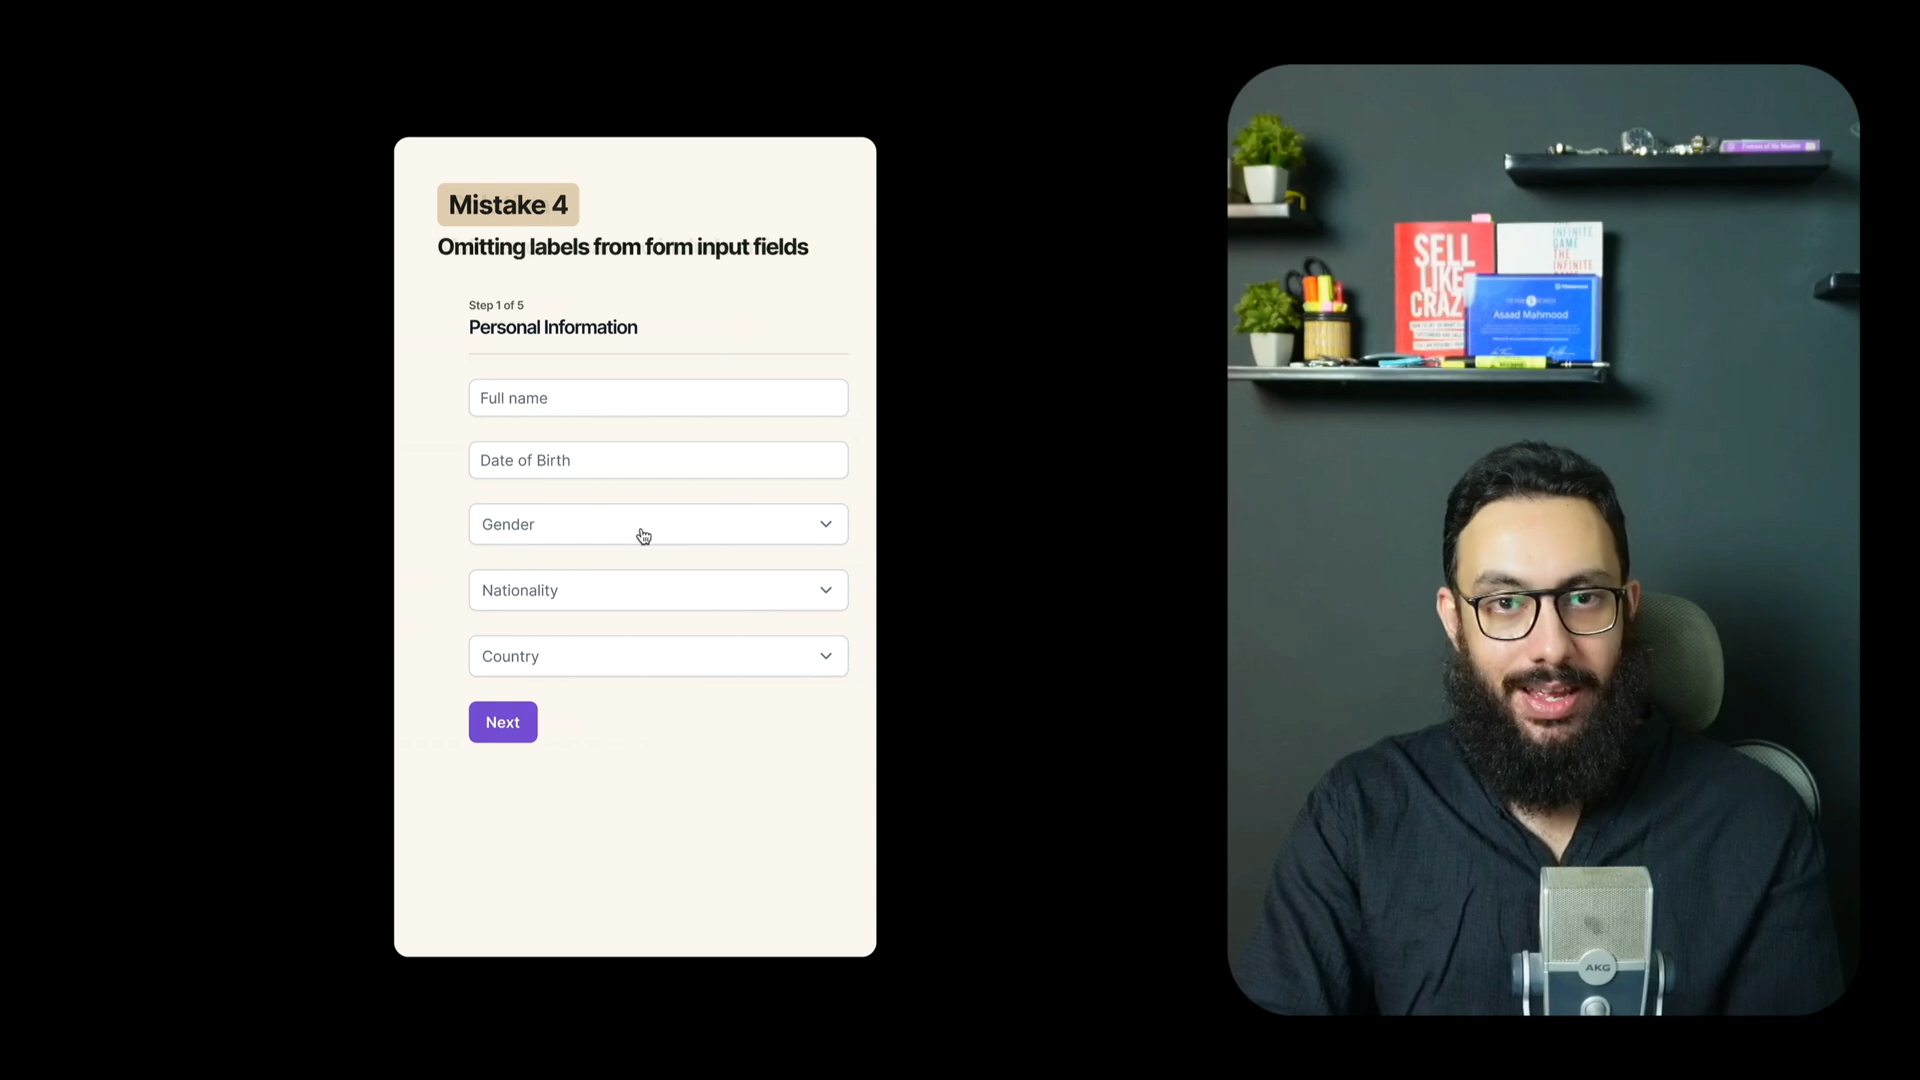 Mistake 4
Omitting labels from form input fields
Step 1 of 5
Personal Information
Full name
Date of Birth
Gender
Nationality
Country
Next
SELL
LIKE
CRAZY
INFINITE
GAME
THE
INFINITE
Asaad Mahmood
AKG